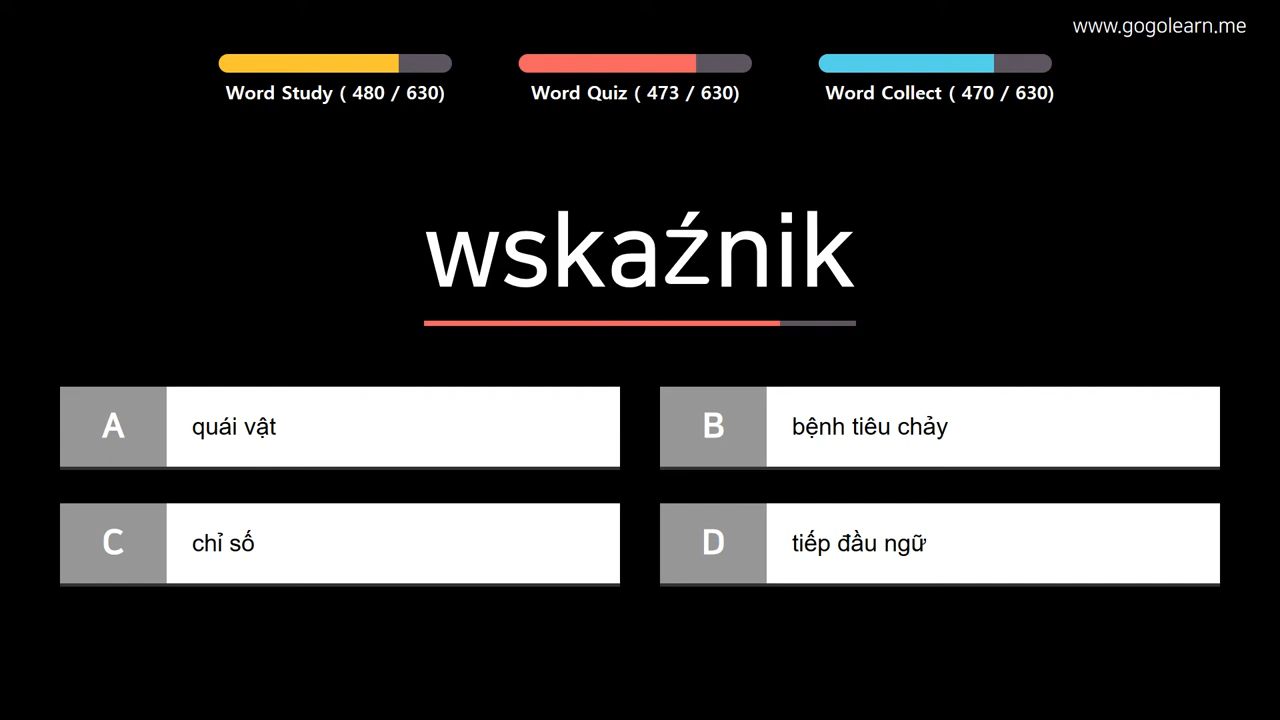 www.gogolearn.me
Word Study ( 480 / 630)
Word Quiz ( 473 / 630)
Word Collect ( 470 / 630)
wskaźnik
A quái vật
B bệnh tiêu chảy
C chỉ số
D tiếp đầu ngữ